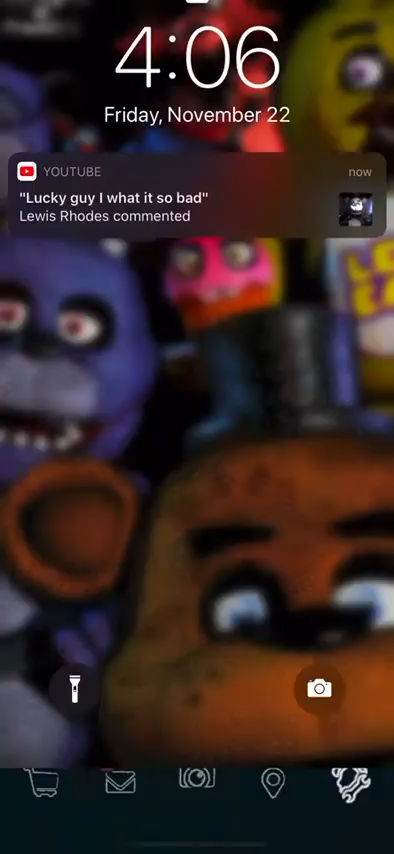 4:06
Friday, November 22
YOUTUBE now
"Lucky guy I what it so bad"
Lewis Rhodes commented